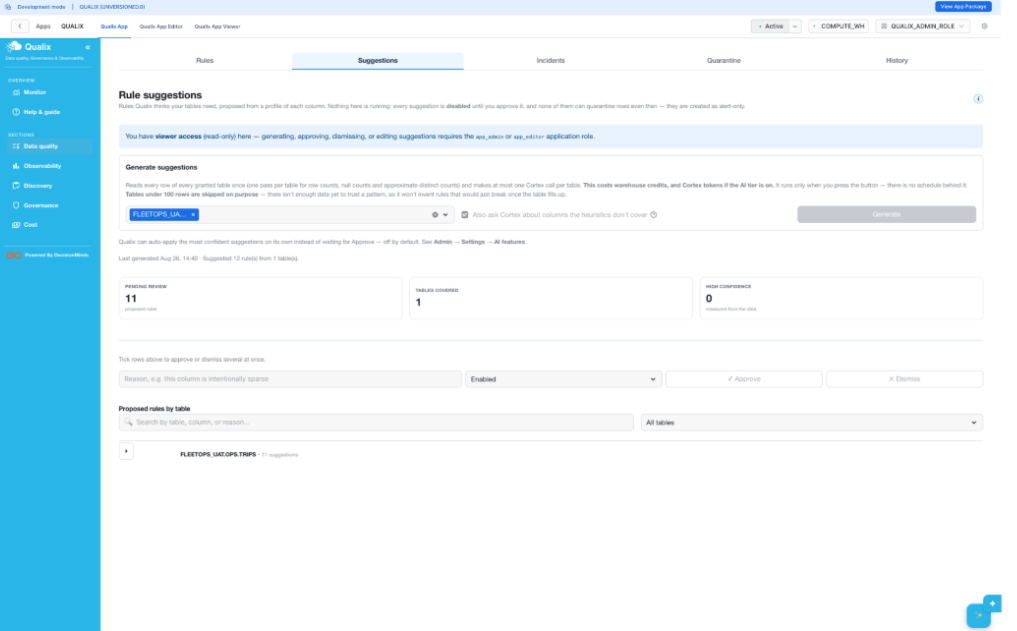 Development mode | QUALIX (UNVERSIONED.0)
View App Package
Apps QUALIX Qualix App Qualix App Editor Qualix App Viewer
Active COMPUTE_WH QUALIX_ADMIN_ROLE
Qualix
Data quality, Governance & Observability
OVERVIEW
Monitor
Help & guide
SECTIONS
Data quality
Observability
Discovery
Governance
Cost
Powered By DecisionMinds
Rules Suggestions Incidents Quarantine History
Rule suggestions
Rules Qualix thinks your tables need, proposed from a profile of each column. Nothing here is running: every suggestion is disabled until you approve it, and none of them can quarantine rows even then — they are created as alert-only.
You have viewer access (read-only) here — generating, approving, dismissing, or editing suggestions requires the app_admin or app_editor application role.
Generate suggestions
Reads every row of every granted table once (one pass per table for row counts, null counts and approximate distinct counts) and makes at most one Cortex call per table. This costs warehouse credits, and Cortex tokens if the AI tier is on. It runs only when you press the button — there is no schedule behind it.
Tables under 100 rows are skipped on purpose — there isn't enough data yet to trust a pattern, so it won't invent rules that would just break once the table fills up.
FLEETOPS_UA... ×
Also ask Cortex about columns the heuristics don't cover
Generate
Qualix can auto-apply the most confident suggestions on its own instead of waiting for Approve — off by default. See Admin → Settings → AI features.
Last generated Aug 26, 14:40 · Suggested 12 rule(s) from 1 table(s).
PENDING REVIEW
11
proposed rules
TABLES COVERED
1
HIGH CONFIDENCE
0
measured from the data
Tick rows above to approve or dismiss several at once.
Reason, e.g. this column is intentionally sparse
Enabled
✓ Approve
✕ Dismiss
Proposed rules by table
Search by table, column, or reason...
All tables
FLEETOPS_UAT.OPS.TRIPS · 11 suggestions